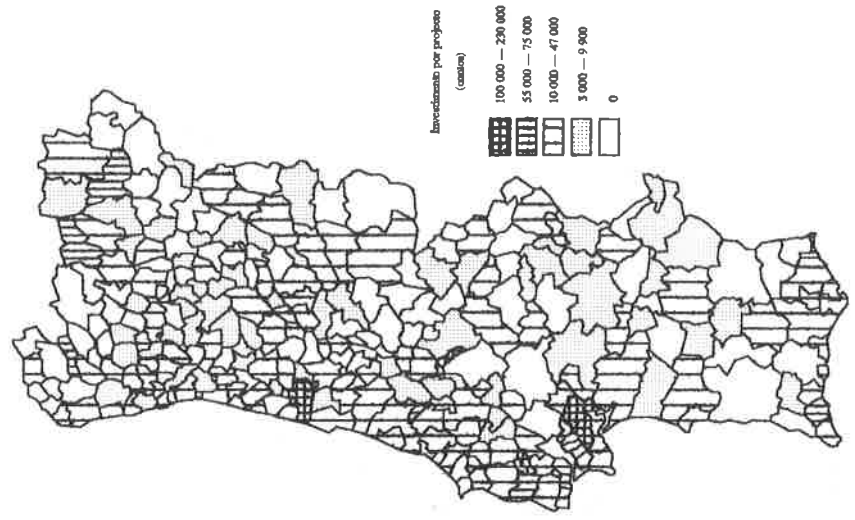 Investimento por projecto
(contos)
100 000 — 230 000
55 000 — 75 000
10 000 — 47 000
3 000 — 9 900
0